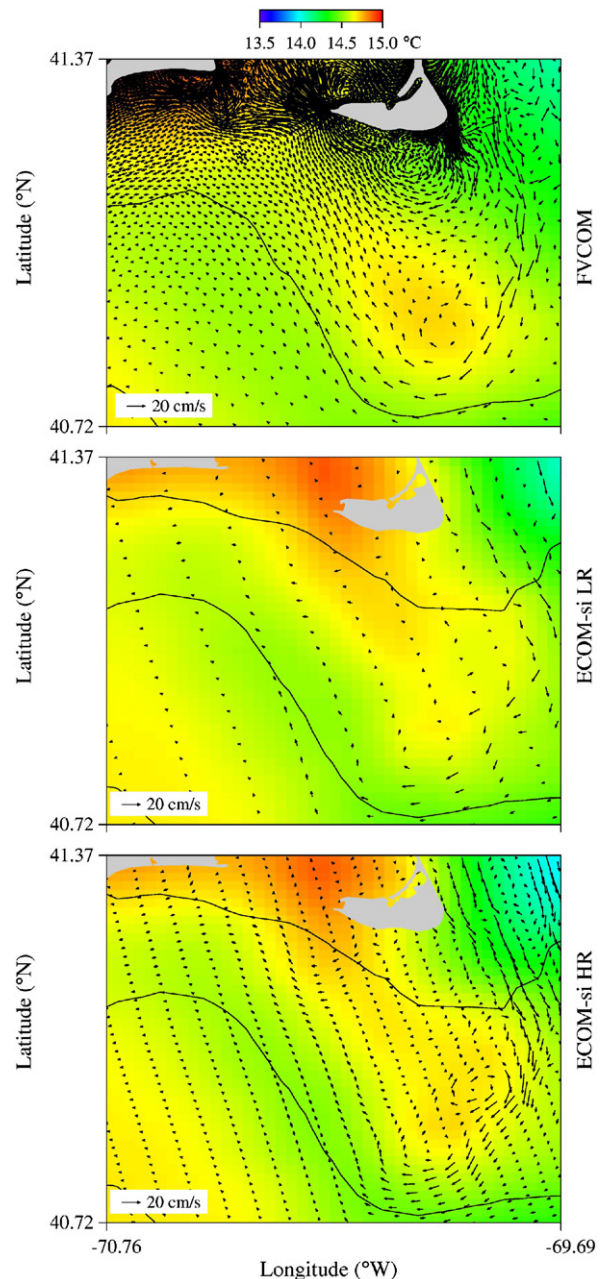 13.5 14.0 14.5 15.0 °C
41.37
Latitude (°N)
FVCOM
20 cm/s
40.72
41.37
Latitude (°N)
ECOM-si LR
20 cm/s
40.72
41.37
Latitude (°N)
ECOM-si HR
20 cm/s
40.72
-70.76 -69.69
Longitude (°W)